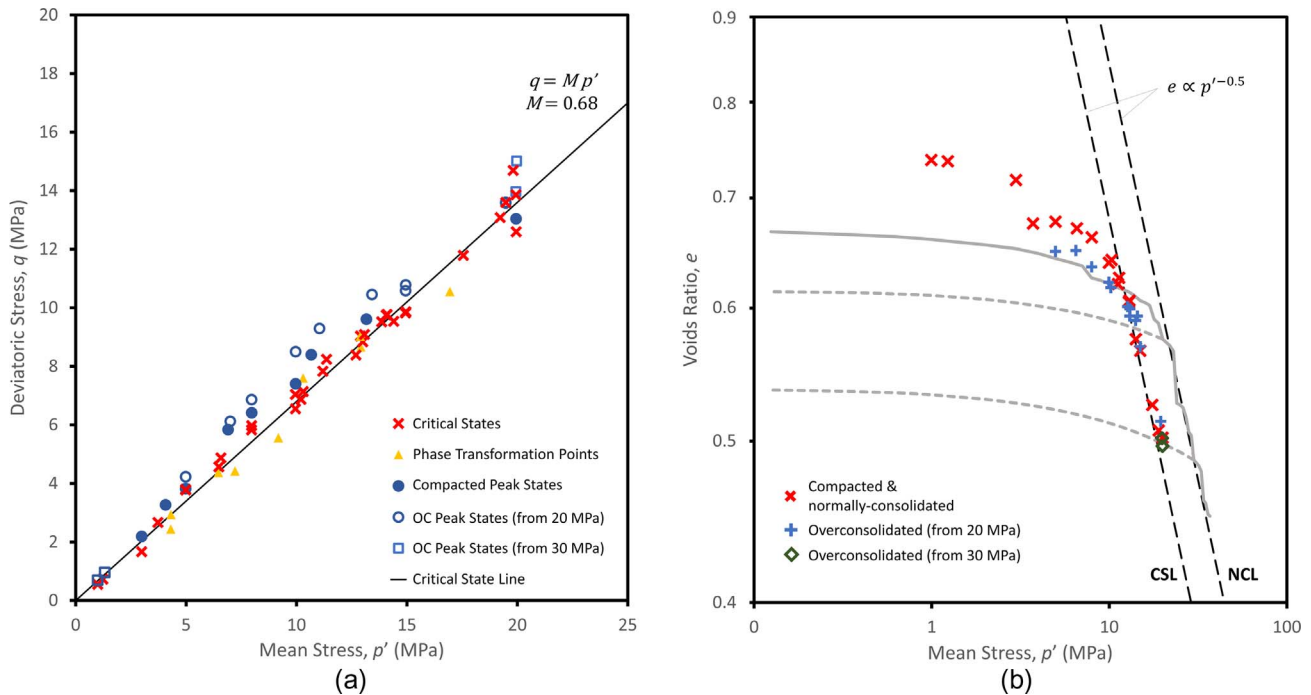 20
18
16
14
12
10
8
6
4
2
0
Deviatoric Stress, q (MPa)
q = M p′
M = 0.68
Critical States
Phase Transformation Points
Compacted Peak States
OC Peak States (from 20 MPa)
OC Peak States (from 30 MPa)
Critical State Line
0 5 10 15 20 25
Mean Stress, p’ (MPa)
(a)
0.9
0.8
0.7
0.6
0.5
0.4
Voids Ratio, e
e ∝ p′⁻⁰·⁵
Compacted &
normally-consolidated
Overconsolidated (from 20 MPa)
Overconsolidated (from 30 MPa)
CSL NCL
0 1 10 100
Mean Stress, p’ (MPa)
(b)